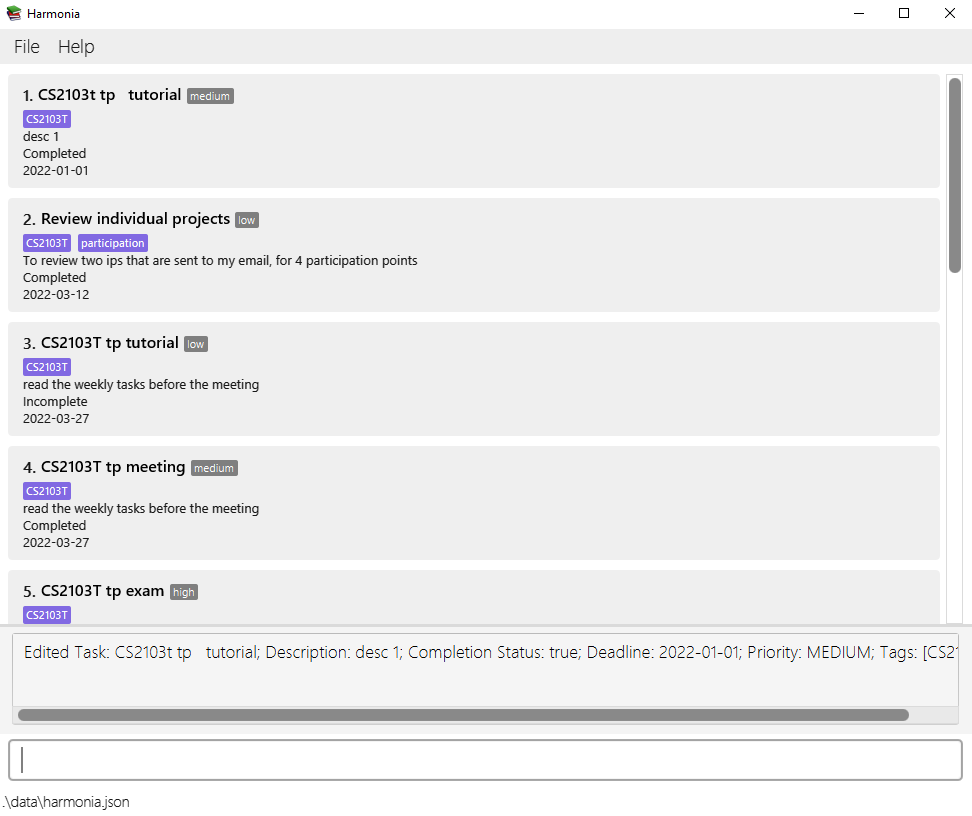 Harmonia
File Help
1. CS2103t tp   tutorial medium
CS2103T
desc 1
Completed
2022-01-01
2. Review individual projects low
CS2103T participation
To review two ips that are sent to my email, for 4 participation points
Completed
2022-03-12
3. CS2103T tp tutorial low
CS2103T
read the weekly tasks before the meeting
Incomplete
2022-03-27
4. CS2103T tp meeting medium
CS2103T
read the weekly tasks before the meeting
Completed
2022-03-27
5. CS2103T tp exam high
CS2103T
Edited Task: CS2103t tp   tutorial; Description: desc 1; Completion Status: true; Deadline: 2022-01-01; Priority: MEDIUM; Tags: [CS2
.\data\harmonia.json